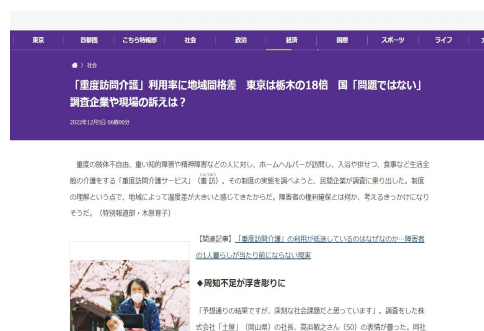 東京 首都圏 こちら特報部 社会 政治 経済 国際 スポーツ ライフ
社会
「重度訪問介護」利用率に地域間格差　東京は栃木の18倍　国「問題ではない」
調査企業や現場の訴えは？
2022年12月5日 06時00分
重度の肢体不自由、重い知的障害や精神障害などの人に対し、ホームヘルパーが訪問し、入浴や排せつ、食事など生活全
般の介護をする「重度訪問介護サービス」（重訪）。その制度の実態を調べようと、民間企業が調査に乗り出した。制度
の理解という点で、地域によって温度差が大きいと感じてきたからだ。障害者の権利確保とは何か、考えるきっかけになり
そうだ。（特別報道部・木原育子）
【関連記事】「重度訪問介護」の利用が低迷しているのはなぜなのか…障害者
の1人暮らしが当たり前にならない現実
◆周知不足が浮き彫りに
「予想通りの結果ですが、深刻な社会課題だと思っています」。調査をした株
式会社「土屋」（岡山県）の社長、高浜敏之さん（50）の表情が曇った。同社